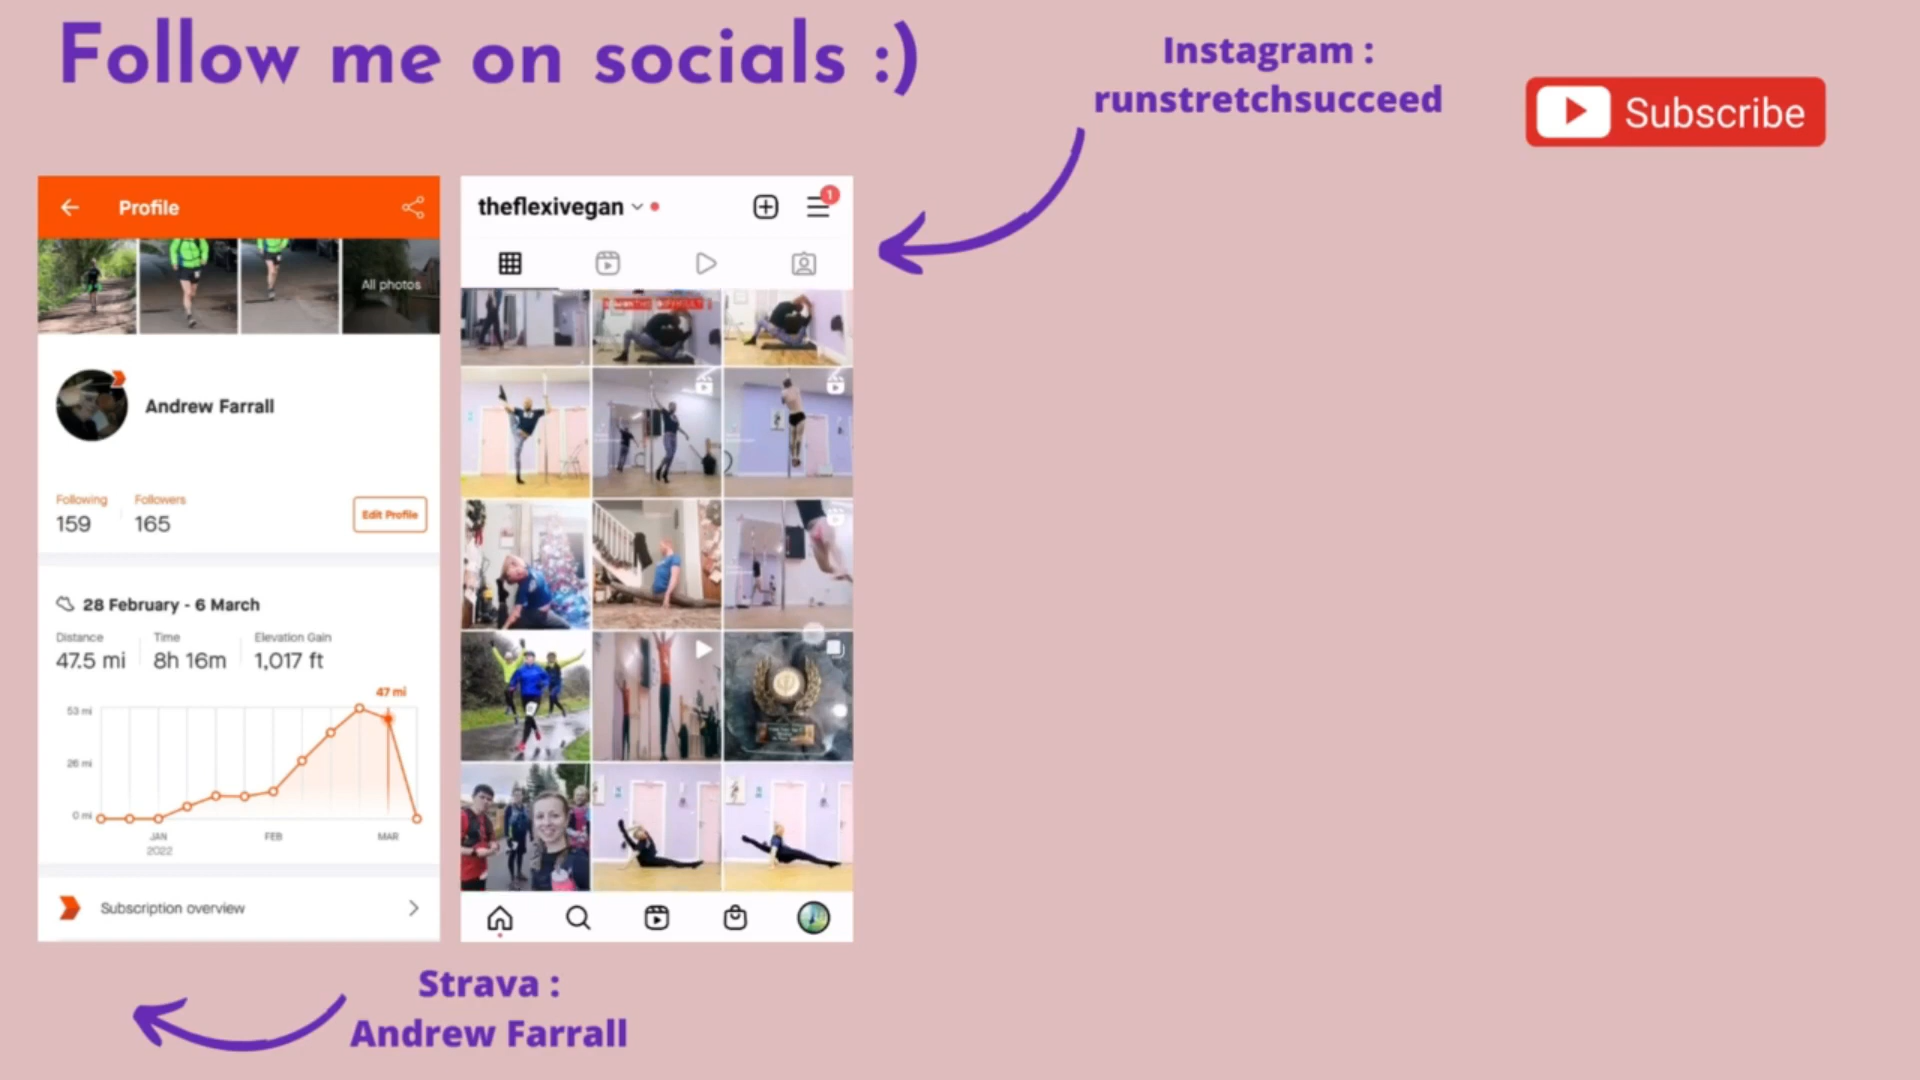 Follow me on socials :)
Instagram :
runstretchsucceed
Subscribe
Profile
All photos
Andrew Farrall
Following
Followers
159
165
Edit Profile
28 February - 6 March
Distance
Time
Elevation Gain
47.5 mi
8h 16m
1,017 ft
47 mi
53 mi
26 mi
0 mi
JAN
FEB
MAR
2022
Subscription overview
theflexivegan
1
Strava :
Andrew Farrall